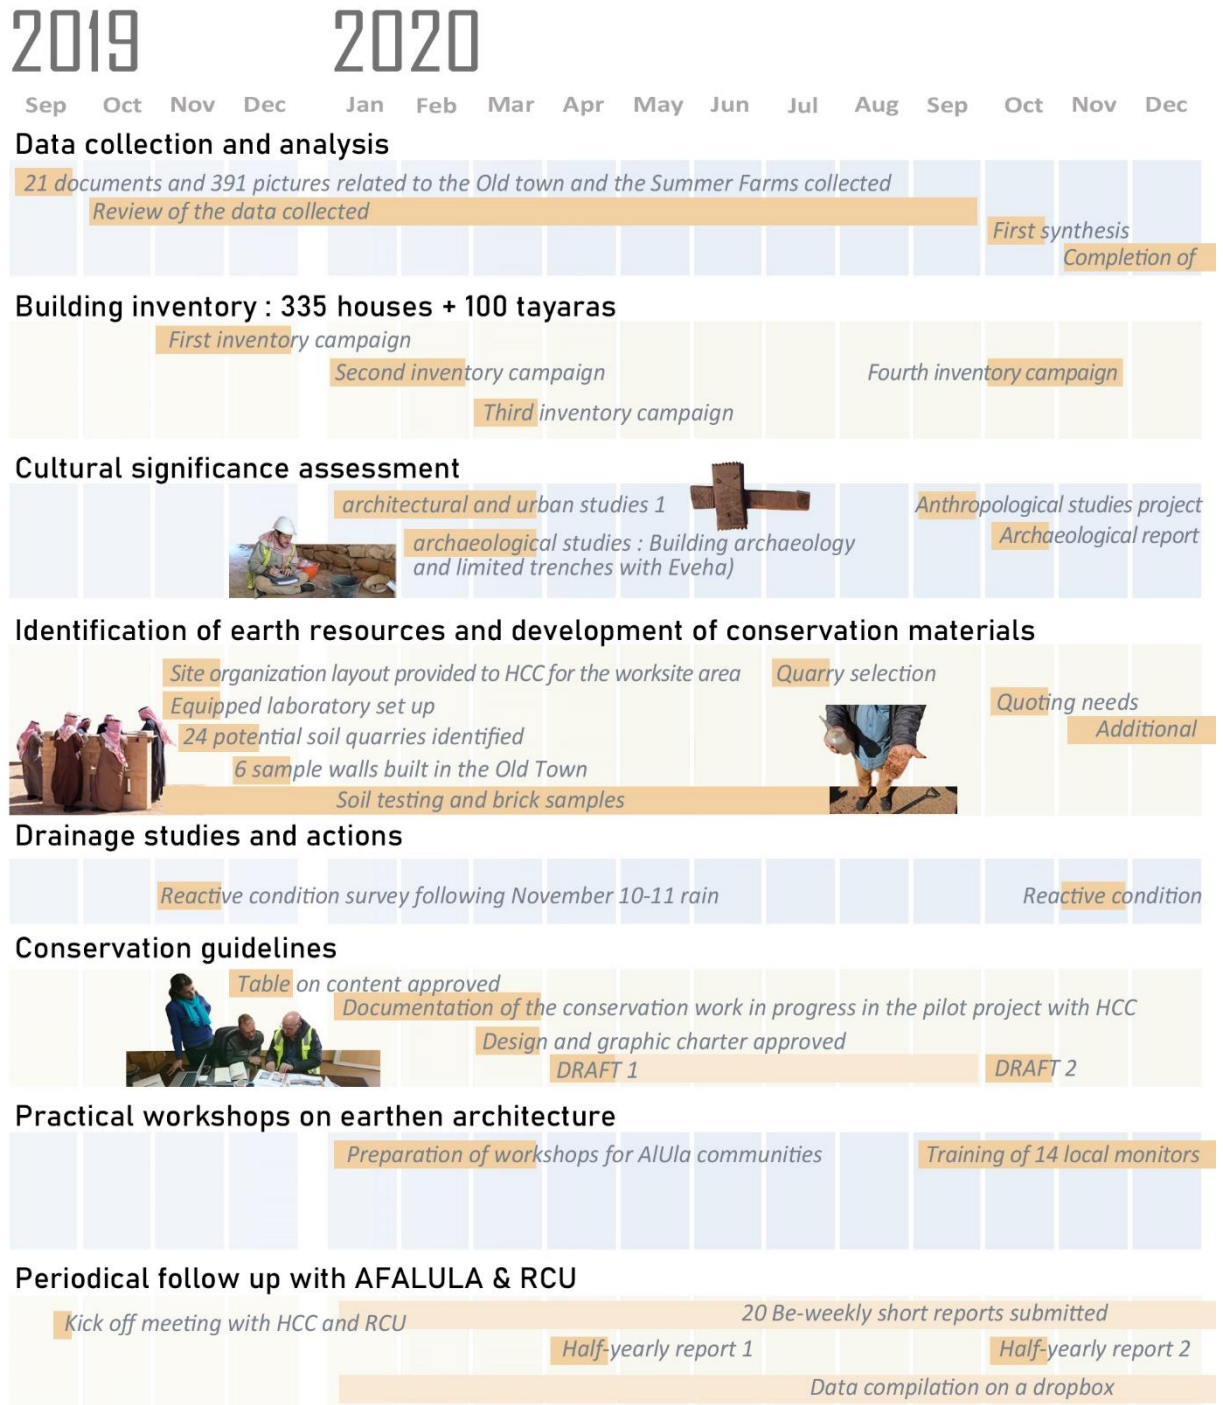 2019 2020
Sep Oct Nov Dec Jan Feb Mar Apr May Jun Jul Aug Sep Oct Nov Dec
Data collection and analysis
21 documents and 391 pictures related to the Old town and the Summer Farms collected
Review of the data collected
First synthesis
Completion of
Building inventory : 335 houses + 100 tayaras
First inventory campaign
Second inventory campaign
Fourth inventory campaign
Third inventory campaign
Cultural significance assessment
architectural and urban studies 1
Anthropological studies project
archaeological studies : Building archaeology
and limited trenches with Eveha)
Archaeological report
Identification of earth resources and development of conservation materials
Site organization layout provided to HCC for the worksite area
Quarry selection
Equipped laboratory set up
Quoting needs
24 potential soil quarries identified
Additional
6 sample walls built in the Old Town
Soil testing and brick samples
Drainage studies and actions
Reactive condition survey following November 10-11 rain
Reactive condition
Conservation guidelines
Table on content approved
Documentation of the conservation work in progress in the pilot project with HCC
Design and graphic charter approved
DRAFT 1
DRAFT 2
Practical workshops on earthen architecture
Preparation of workshops for AlUla communities
Training of 14 local monitors
Periodical follow up with AFALULA & RCU
20 Be-weekly short reports submitted
Kick off meeting with HCC and RCU
Half-yearly report 1
Half-yearly report 2
Data compilation on a dropbox